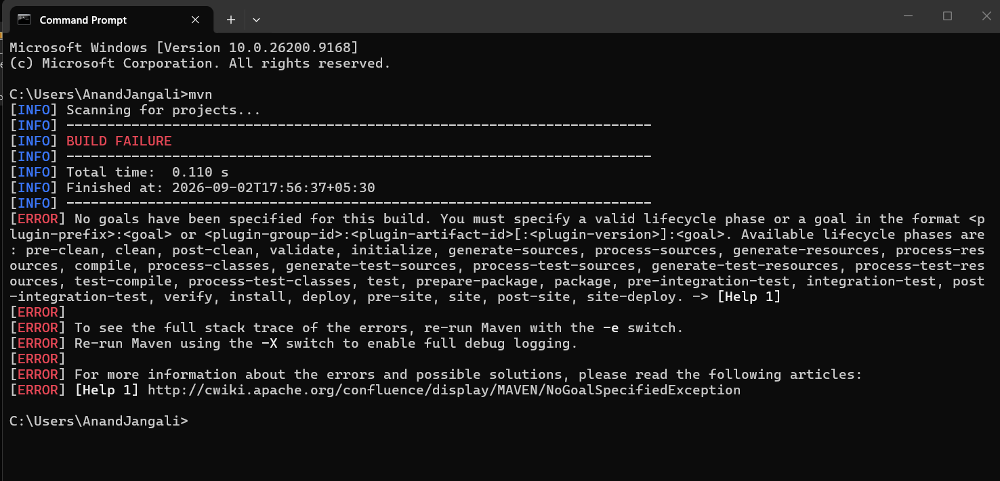 Command Prompt
Microsoft Windows [Version 10.0.26200.9168]
(c) Microsoft Corporation. All rights reserved.
C:\Users\AnandJangali>mvn
[INFO] Scanning for projects...
[INFO] ------------------------------------------------------------------------
[INFO] BUILD FAILURE
[INFO] ------------------------------------------------------------------------
[INFO] Total time:  0.110 s
[INFO] Finished at: 2026-09-02T17:56:37+05:30
[INFO] ------------------------------------------------------------------------
[ERROR] No goals have been specified for this build. You must specify a valid lifecycle phase or a goal in the format <p
lugin-prefix>:<goal> or <plugin-group-id>:<plugin-artifact-id>[:<plugin-version>]:<goal>. Available lifecycle phases are
: pre-clean, clean, post-clean, validate, initialize, generate-sources, process-sources, generate-resources, process-res
ources, compile, process-classes, generate-test-sources, process-test-sources, generate-test-resources, process-test-res
ources, test-compile, process-test-classes, test, prepare-package, package, pre-integration-test, integration-test, post
-integration-test, verify, install, deploy, pre-site, site, post-site, site-deploy. -> [Help 1]
[ERROR]
[ERROR] To see the full stack trace of the errors, re-run Maven with the -e switch.
[ERROR] Re-run Maven using the -X switch to enable full debug logging.
[ERROR]
[ERROR] For more information about the errors and possible solutions, please read the following articles:
[ERROR] [Help 1] http://cwiki.apache.org/confluence/display/MAVEN/NoGoalSpecifiedException
C:\Users\AnandJangali>